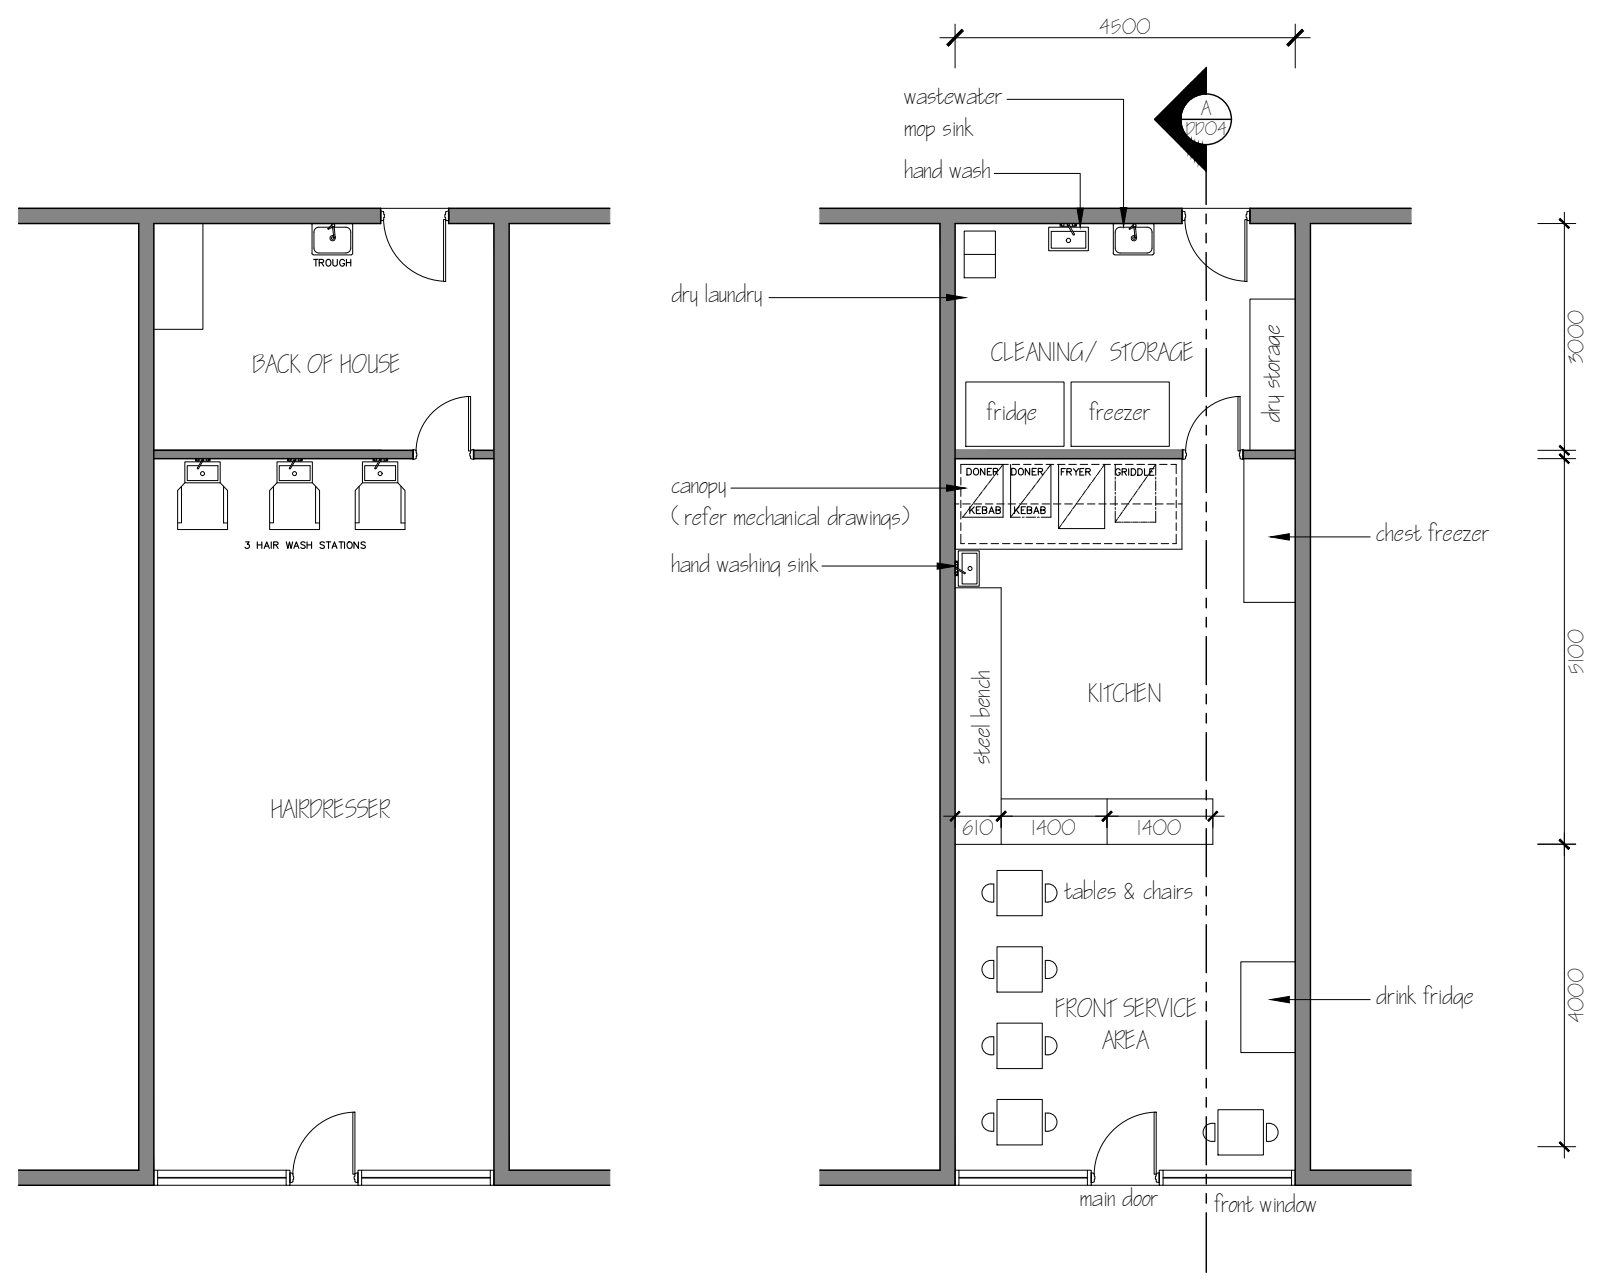 4500
A
DD04
wastewater
mop sink
hand wash
TROUGH
BACK OF HOUSE
3 HAIR WASH STATIONS
HAIRDRESSER
dry laundry
CLEANING/ STORAGE
dry storage
fridge
freezer
3000
canopy
( refer mechanical drawings)
DONER
KEBAB
DONER
KEBAB
FRYER
GRIDDLE
hand washing sink
chest freezer
steel bench
KITCHEN
5100
610
1400
1400
tables & chairs
FRONT SERVICE
AREA
drink fridge
4000
main door
front window